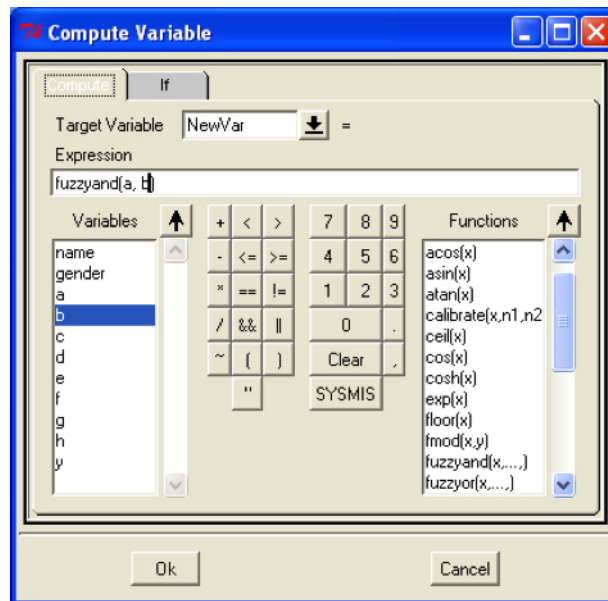 Compute Variable
Compute If
Target Variable NewVar =
Expression
fuzzyand(a, b)
Variables + < > 7 8 9 Functions
name
gender
a
b
c
d
e
f
g
h
y
- <= >= 4 5 6
* == != 1 2 3
/ && || 0 .
~ ( ) Clear ,
" SYSMIS
acos(x)
asin(x)
atan(x)
calibrate(x,n1,n2
ceil(x)
cos(x)
cosh(x)
exp(x)
floor(x)
fmod(x,y)
fuzzyand(x,...,)
fuzzyor(x,...,)
Ok Cancel